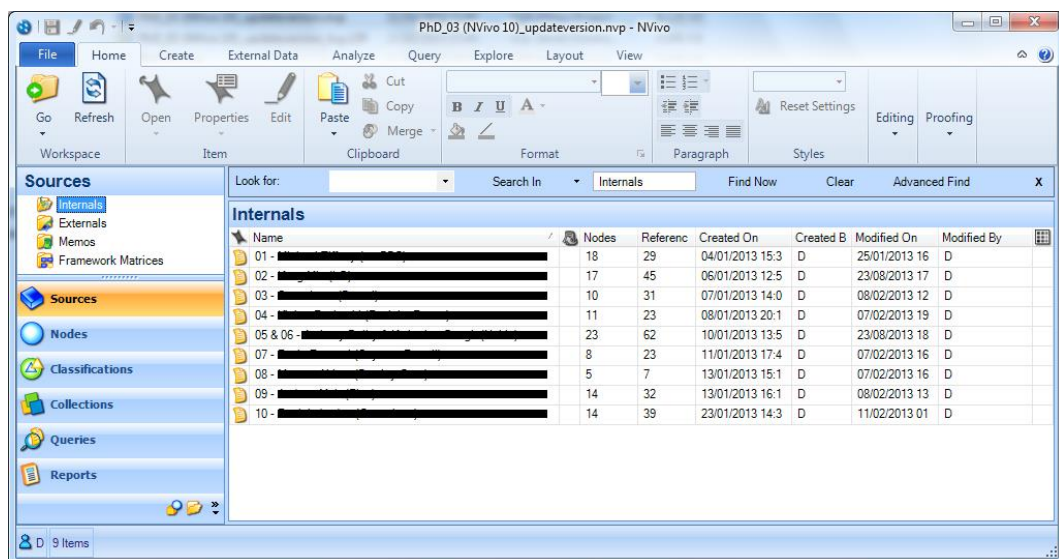 PhD_03 (NVivo 10)_updateversion.nvp - NVivo
File Home Create External Data Analyze Query Explore Layout View
Go Refresh Open Properties Edit Paste Cut Copy Merge B I U A Reset Settings Editing Proofing
Workspace Item Clipboard Format Paragraph Styles
Sources
Look for: Search In Internals Find Now Clear Advanced Find X
Internals
Externals
Memos
Framework Matrices
Sources
Nodes
Classifications
Collections
Queries
Reports
Internals
Name Nodes Referenc Created On Created B Modified On Modified By
01 - 18 29 04/01/2013 15:3 D 25/01/2013 16 D
02 - 17 45 06/01/2013 12:5 D 23/08/2013 17 D
03 - 10 31 07/01/2013 14:0 D 08/02/2013 12 D
04 - 11 23 08/01/2013 20:1 D 07/02/2013 19 D
05 & 06 - 23 62 10/01/2013 13:5 D 23/08/2013 18 D
07 - 8 23 11/01/2013 17:4 D 07/02/2013 16 D
08 - 5 7 13/01/2013 15:1 D 07/02/2013 16 D
09 - 14 32 13/01/2013 16:1 D 08/02/2013 13 D
10 - 14 39 23/01/2013 14:3 D 11/02/2013 01 D
D 9 Items